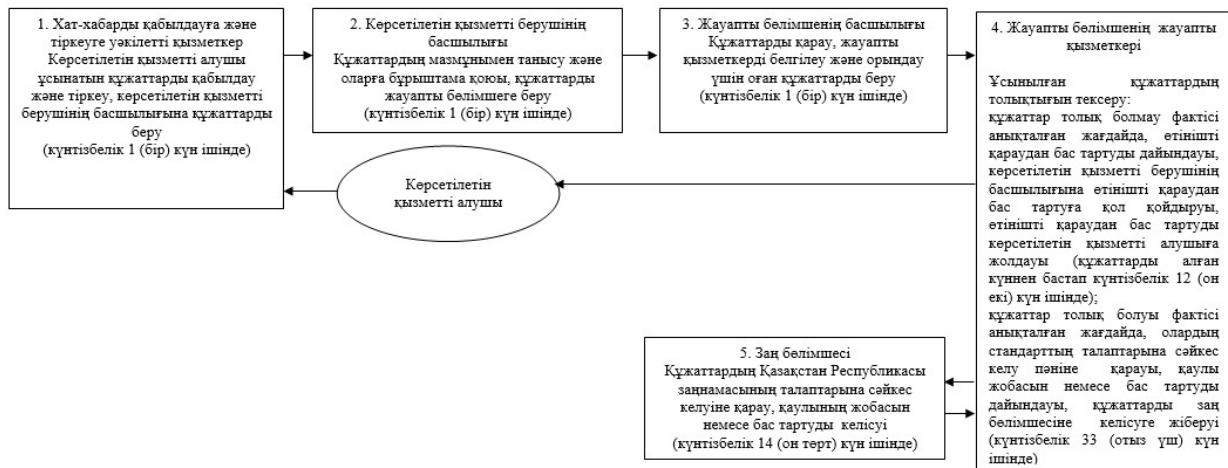 1. Хат-хабарды қабылдауға және
тіркеуге уәкілетті қызметкер
Көрсетілетін қызметті алушы
ұсынатын құжаттарды қабылдау
және тіркеу, көрсетілетін қызметті
берушінің басшылығына құжаттарды
беру
(күнтізбелік 1 (бір) күн ішінде)
2. Көрсетілетін қызметті берушінің
басшылығы
Құжаттардың мазмұнымен танысу және
оларға бұрыштама қоюы, құжаттарды
жауапты бөлімшеге беру
(күнтізбелік 1 (бір) күн ішінде)
3. Жауапты бөлімшенің басшылығы
Құжаттарды қарау, жауапты
қызметкерді белгілеу және орындау
үшін оған құжаттарды беру
(күнтізбелік 1 (бір) күн ішінде)
4. Жауапты бөлімшенің жауапты
қызметкері
Ұсынылған құжаттардың
толықтығын тексеру:
құжаттар толық болмау фактісі
анықталған жағдайда, өтінішті
қараудан бас тартуды дайындауы,
көрсетілетін қызметті берушінің
басшылығына өтінішті қараудан
бас тартуға қол қойдыруы,
өтінішті қараудан бас тартуды
көрсетілетін қызметті алушыға
жолдауы (құжаттарды алған
күннен бастап күнтізбелік 12 (он
екі) күн ішінде);
құжаттар толық болуы фактісі
анықталған жағдайда, олардың
стандарттың талаптарына сәйкес
келу пәніне қарауы, қаулы
жобасын немесе бас тартуды
дайындауы, құжаттарды заң
бөлімшесіне келісуге жіберуі
(күнтізбелік 33 (отыз үш) күн
ішінде)
Көрсетілетін
қызметті алушы
5. Заң бөлімшесі
Құжаттардың Қазақстан Республикасы
заңнамасының талаптарына сәйкес
келуіне қарау, қаулының жобасын
немесе бас тартуды келісуі
(күнтізбелік 14 (он төрт) күн ішінде)